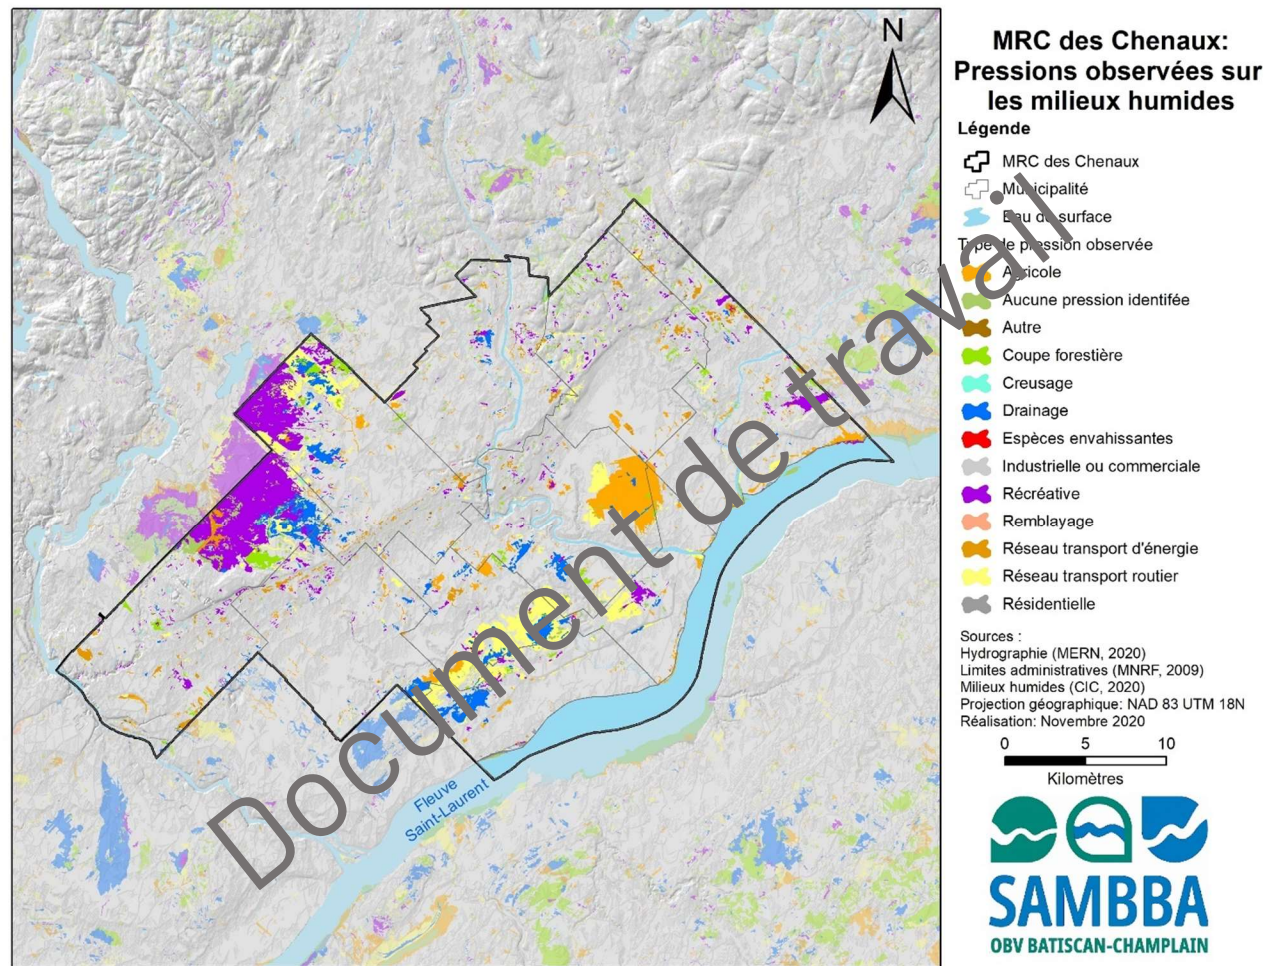 N
MRC des Chenaux:
Pressions observées sur
les milieux humides
Légende
MRC des Chenaux
Municipalité
Eau de surface
Type de pression observée
Agricole
Aucune pression identifée
Autre
Coupe forestière
Creusage
Drainage
Espèces envahissantes
Industrielle ou commerciale
Récréative
Remblayage
Réseau transport d'énergie
Réseau transport routier
Résidentielle
Sources :
Hydrographie (MERN, 2020)
Limites administratives (MNRF, 2009)
Milieux humides (CIC, 2020)
Projection géographique: NAD 83 UTM 18N
Réalisation: Novembre 2020
0 5 10
Kilomètres
SAMBBA
OBV BATISCAN-CHAMPLAIN
Fleuve
Saint-Laurent
Document de travail